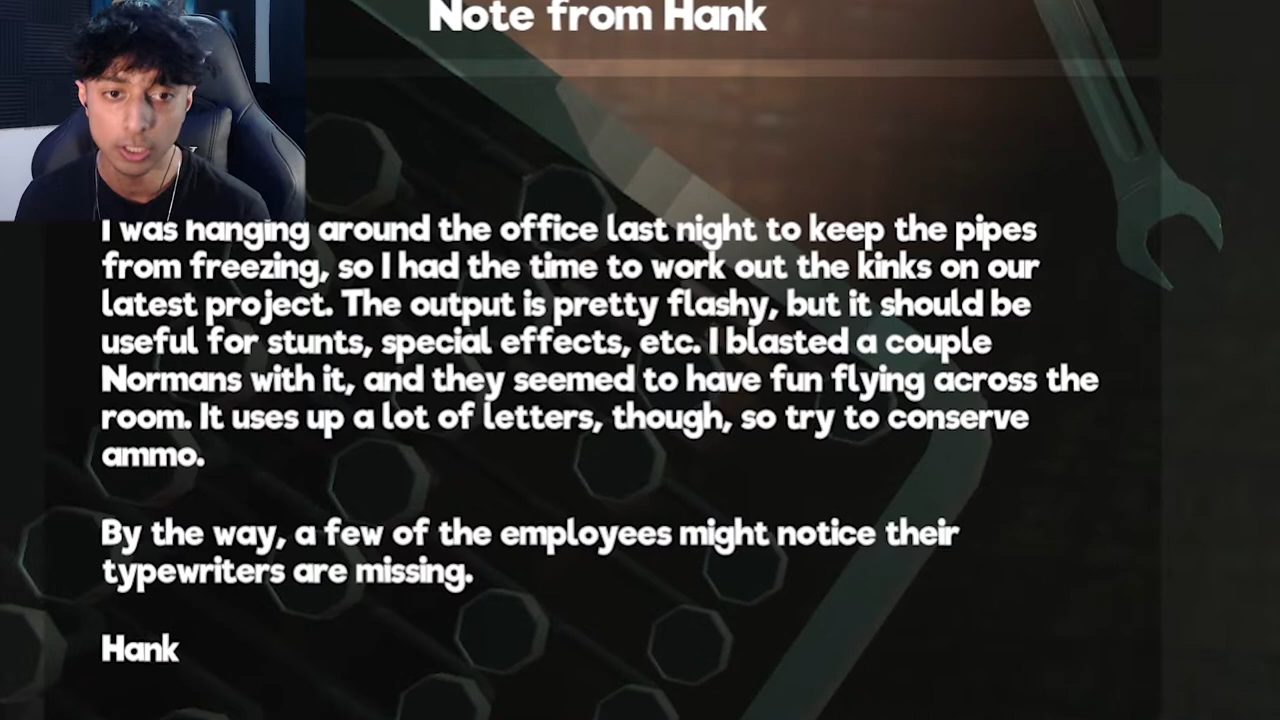 Note from Hank
I was hanging around the office last night to keep the pipes
from freezing, so I had the time to work out the kinks on our
latest project. The output is pretty flashy, but it should be
useful for stunts, special effects, etc. I blasted a couple
Normans with it, and they seemed to have fun flying across the
room. It uses up a lot of letters, though, so try to conserve
ammo.
By the way, a few of the employees might notice their
typewriters are missing.
Hank